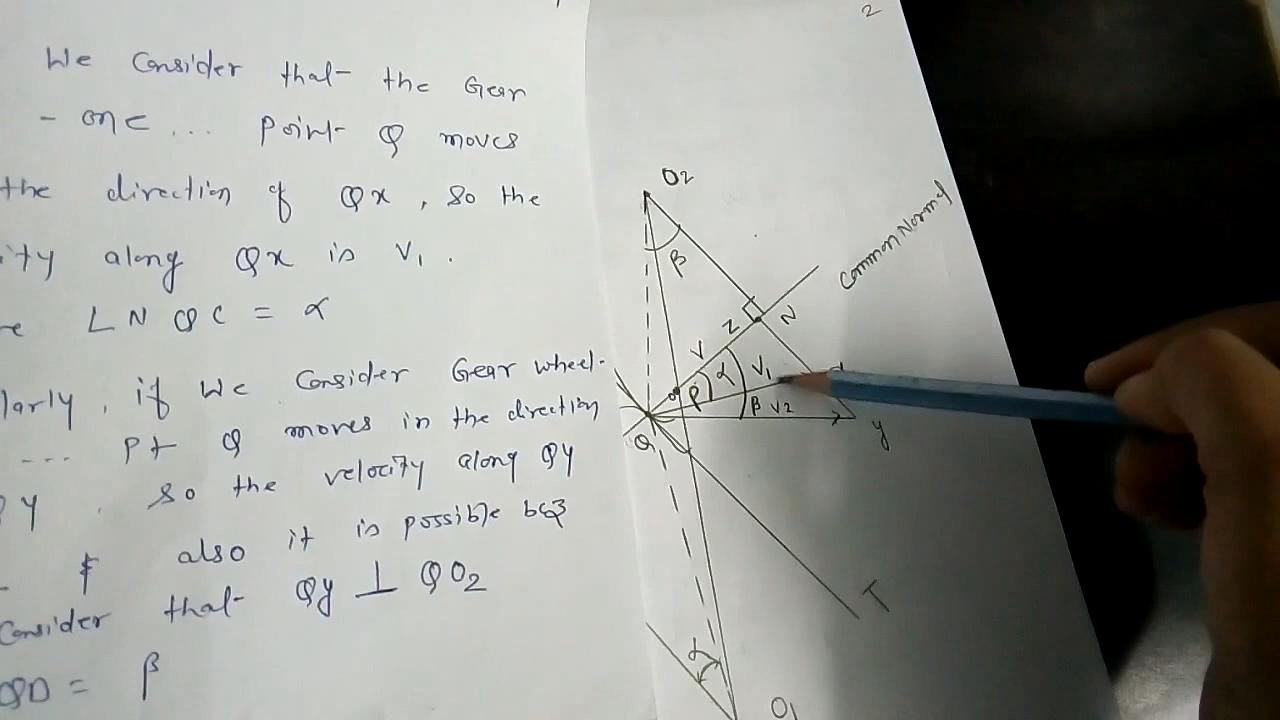 We Consider that the Gear
- one ... Point Q moves
the direction of Qx, so the
ity along Qx is V1.
re ∠NQC = α
larly, if We Consider Gear wheel-
... Pt Q moves in the direction
Qy. so the velocity along Qy
- & also it is possible bcz
Consider that Qy ⊥ QO2
QD = β
2
O2
β
Common Normal
N
Z
V
α
V1
P
β
V2
y
Q
T
α
O1